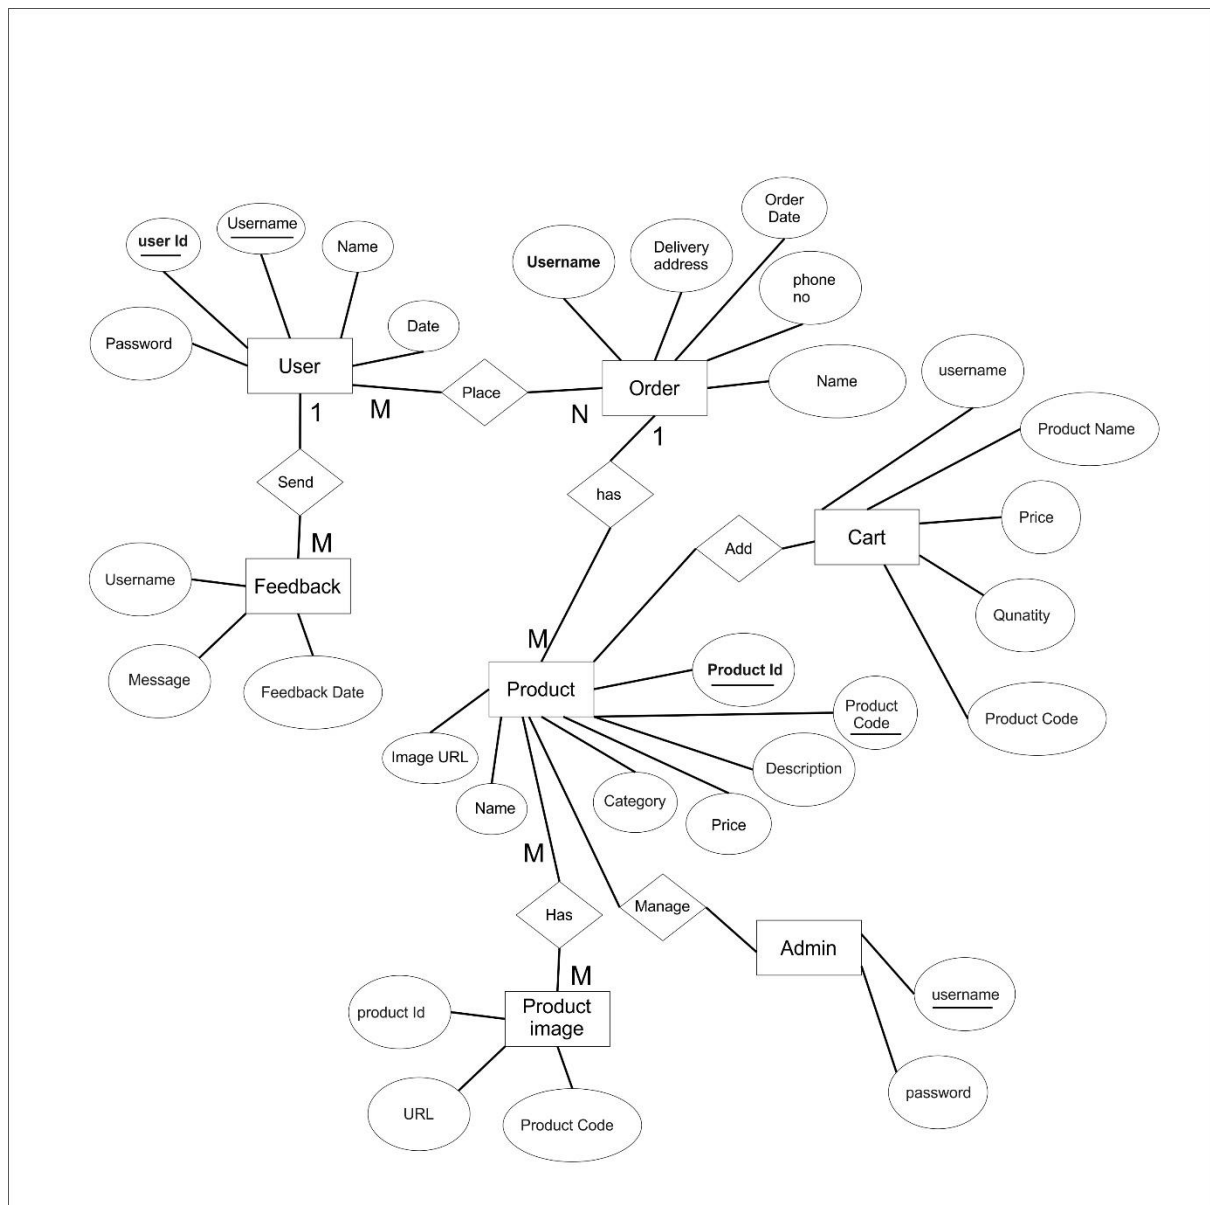 Order
Date
Username
user Id
Name
Username
Delivery
address
phone
no
Date
Password
User
Place
Order
Name
username
M
N
1
1
Product Name
Send
has
Price
Cart
Add
M
Username
Feedback
Qunatity
M
Message
Feedback Date
Product
Product Id
Product
Code
Product Code
Image URL
Description
Name
Category
Price
M
Has
Manage
Admin
M
username
product Id
Product
image
password
URL
Product Code